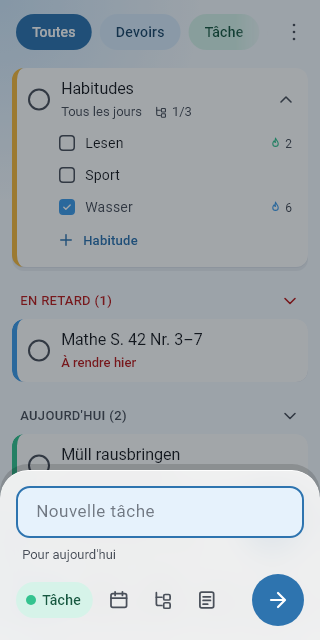 Toutes Devoirs Tâche
Habitudes
Tous les jours 1/3
Lesen 2
Sport
Wasser 6
Habitude
EN RETARD (1)
Mathe S. 42 Nr. 3–7
À rendre hier
AUJOURD'HUI (2)
Müll rausbringen
Nouvelle tâche
Pour aujourd'hui
Tâche